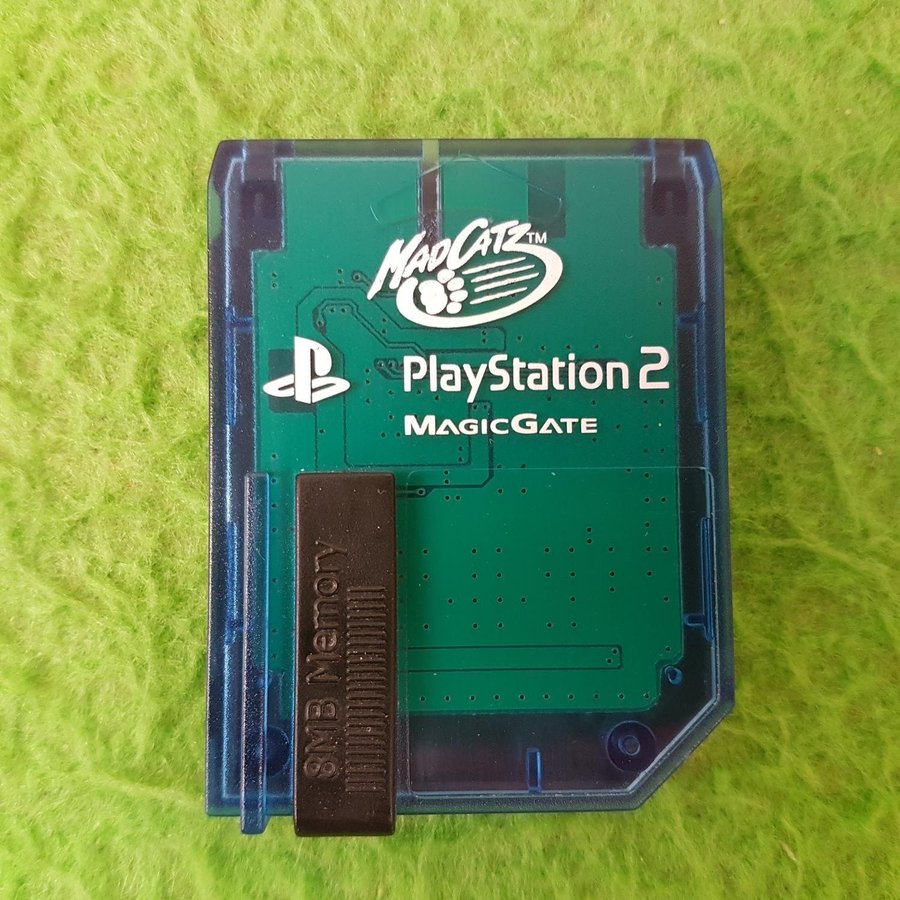 MADCATZ™
PlayStation 2
MAGICGATE
8MB Memory